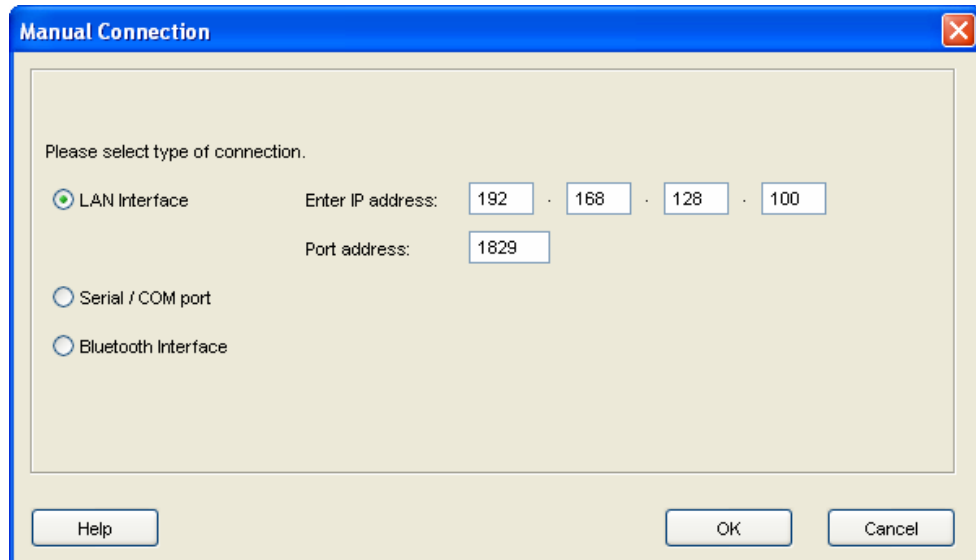 Manual Connection
Please select type of connection.
LAN Interface Enter IP address: 192 . 168 . 128 . 100
Port address: 1829
Serial / COM port
Bluetooth Interface
Help OK Cancel